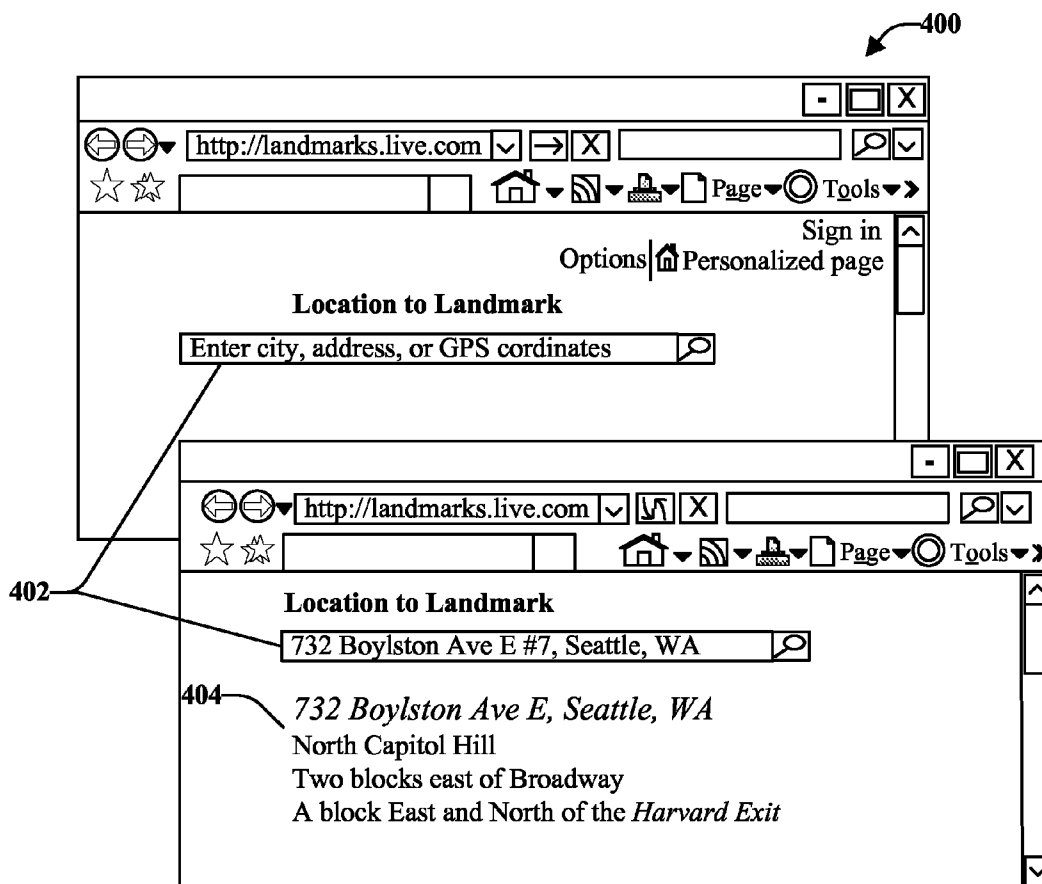 400
- X
http://landmarks.live.com X
Page Tools
Sign in
Options Personalized page
Location to Landmark
Enter city, address, or GPS cordinates
- X
http://landmarks.live.com X
Page Tools
402
Location to Landmark
732 Boylston Ave E #7, Seattle, WA
404
732 Boylston Ave E, Seattle, WA
North Capitol Hill
Two blocks east of Broadway
A block East and North of the Harvard Exit